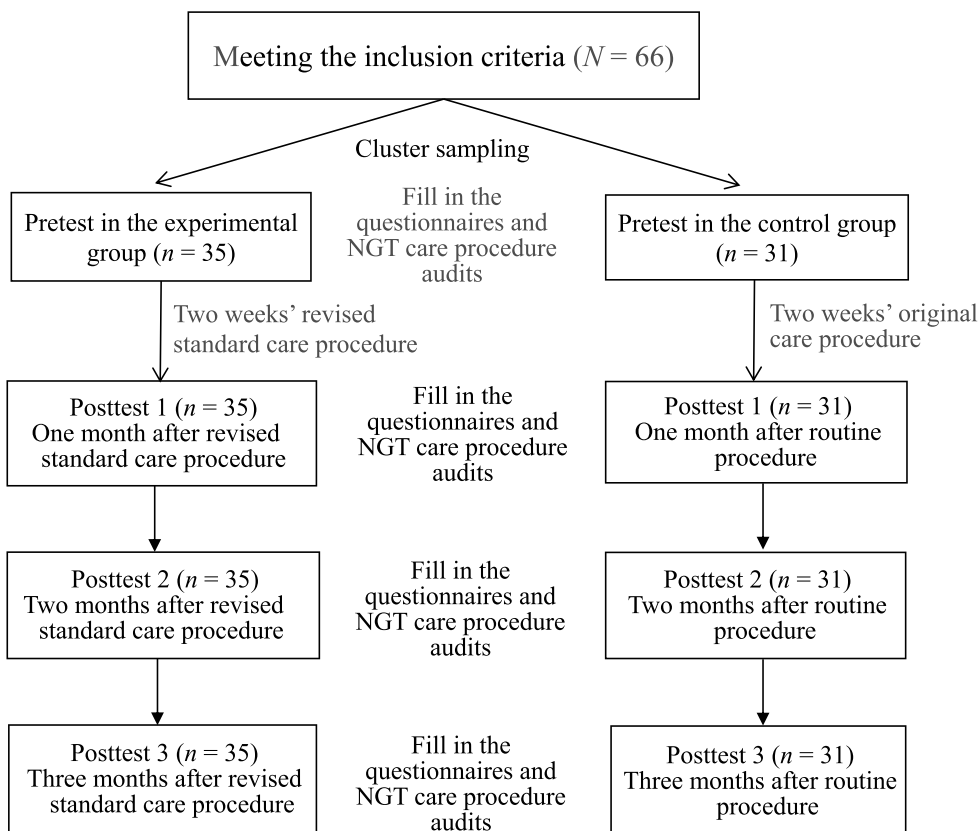 Meeting the inclusion criteria (N = 66)
Cluster sampling
Pretest in the experimental
group (n = 35)
Fill in the
questionnaires and
NGT care procedure
audits
Pretest in the control group
(n = 31)
Two weeks’ revised
standard care procedure
Two weeks’ original
care procedure
Posttest 1 (n = 35)
One month after revised
standard care procedure
Fill in the
questionnaires and
NGT care procedure
audits
Posttest 1 (n = 31)
One month after routine
procedure
Posttest 2 (n = 35)
Two months after revised
standard care procedure
Fill in the
questionnaires and
NGT care procedure
audits
Posttest 2 (n = 31)
Two months after routine
procedure
Posttest 3 (n = 35)
Three months after revised
standard care procedure
Fill in the
questionnaires and
NGT care procedure
audits
Posttest 3 (n = 31)
Three months after routine
procedure